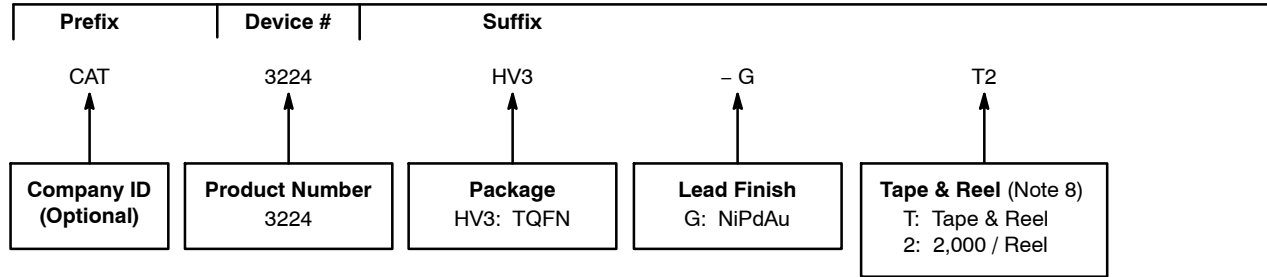 Prefix Device # Suffix
CAT 3224 HV3 – G T2
Company ID
(Optional)
Product Number
3224
Package
HV3: TQFN
Lead Finish
G: NiPdAu
Tape & Reel (Note 8)
T: Tape & Reel
2: 2,000 / Reel